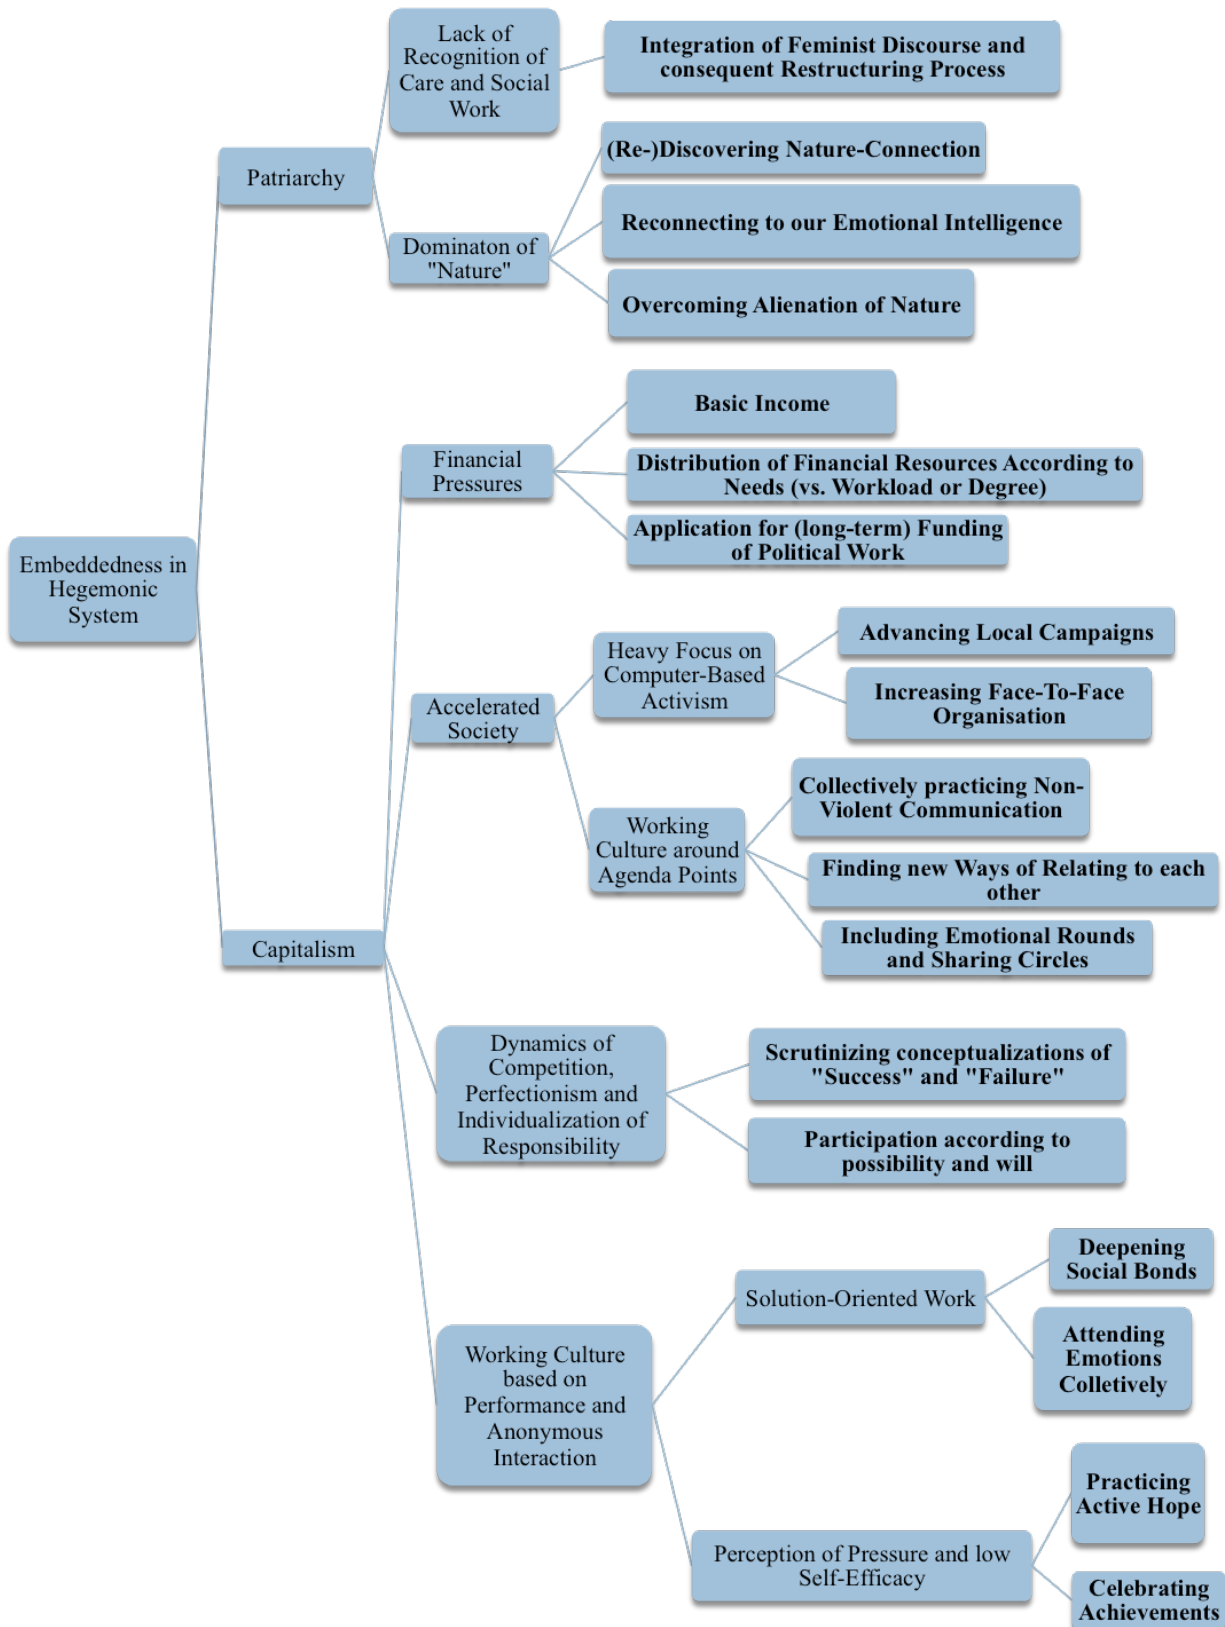 Lack of
Recognition of
Care and Social
Work
Integration of Feminist Discourse and
consequent Restructuring Process
Patriarchy
(Re-)Discovering Nature-Connection
Reconnecting to our Emotional Intelligence
Dominaton of
"Nature"
Overcoming Alienation of Nature
Basic Income
Financial
Pressures
Distribution of Financial Resources According to
Needs (vs. Workload or Degree)
Application for (long-term) Funding
of Political Work
Embeddedness in
Hegemonic
System
Heavy Focus on
Computer-Based
Activism
Advancing Local Campaigns
Increasing Face-To-Face
Organisation
Accelerated
Society
Collectively practicing Non-
Violent Communication
Working
Culture around
Agenda Points
Finding new Ways of Relating to each
other
Including Emotional Rounds
and Sharing Circles
Capitalism
Dynamics of
Competition,
Perfectionism and
Individualization of
Responsibility
Scrutinizing conceptualizations of
"Success" and "Failure"
Participation according to
possibility and will
Deepening
Social Bonds
Solution-Oriented Work
Attending
Emotions
Colletively
Working Culture
based on
Performance and
Anonymous
Interaction
Practicing
Active Hope
Perception of Pressure and low
Self-Efficacy
Celebrating
Achievements